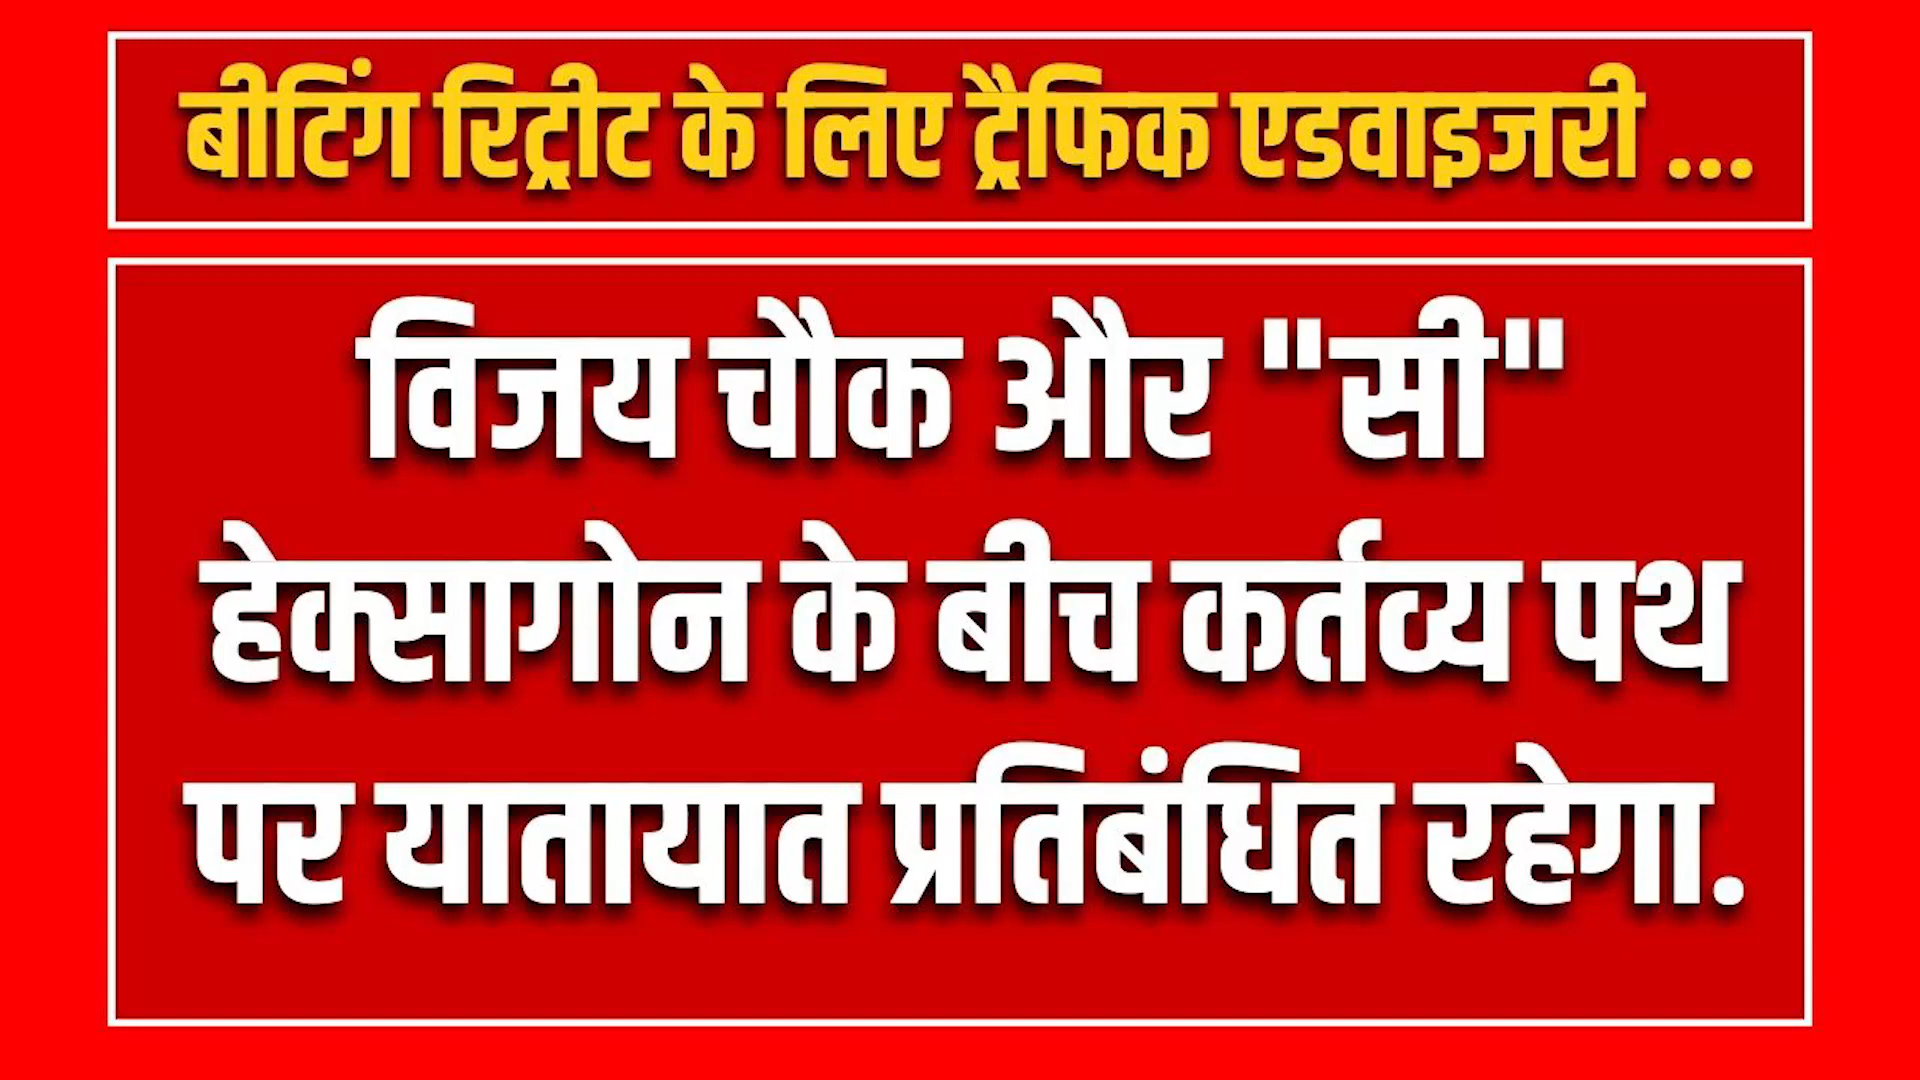 बीटिंग रिट्रीट के लिए ट्रैफिक एडवाइजरी ...
विजय चौक और "सी"
हेक्सागोन के बीच कर्तव्य पथ
पर यातायात प्रतिबंधित रहेगा.